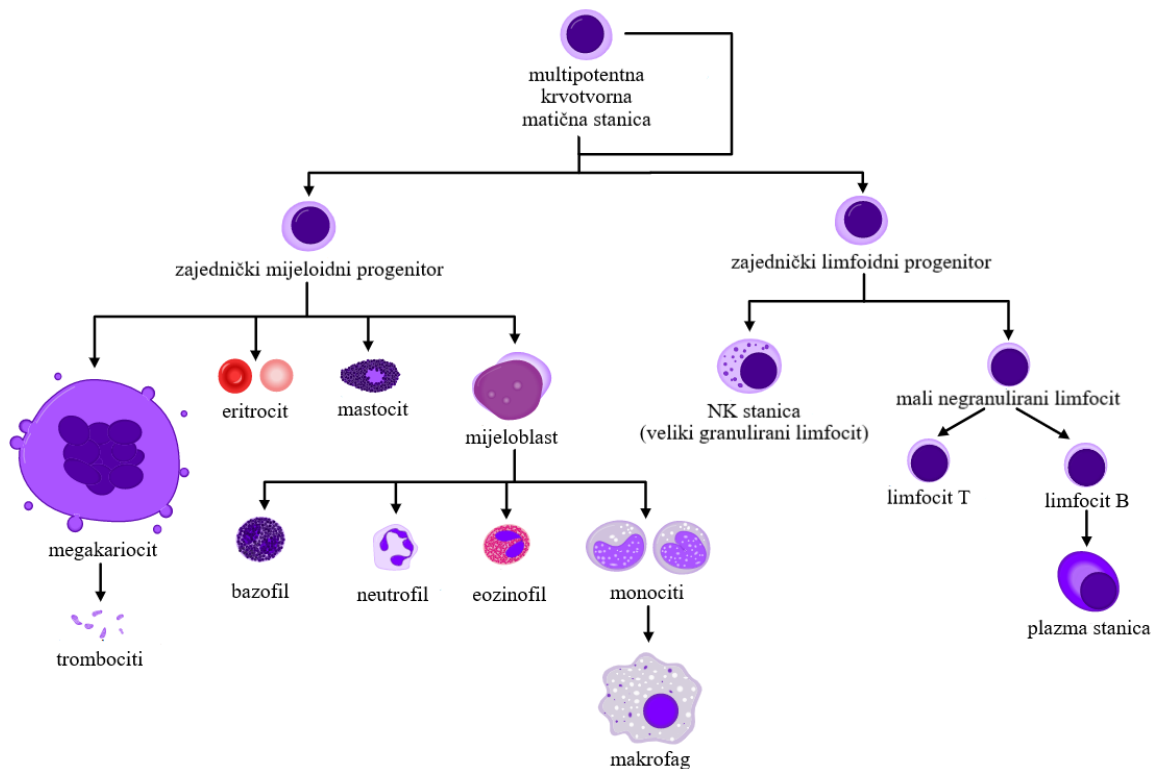 multipotentna
krvotvorna
matična stanica
zajednički mijeloidni progenitor
zajednički limfoidni progenitor
eritrocit
mastocit
mijeloblast
NK stanica
(veliki granulirani limfocit)
mali negranulirani limfocit
limfocit T
limfocit B
megakariocit
bazofil
neutrofil
eozinofil
monociti
plazma stanica
trombociti
makrofag